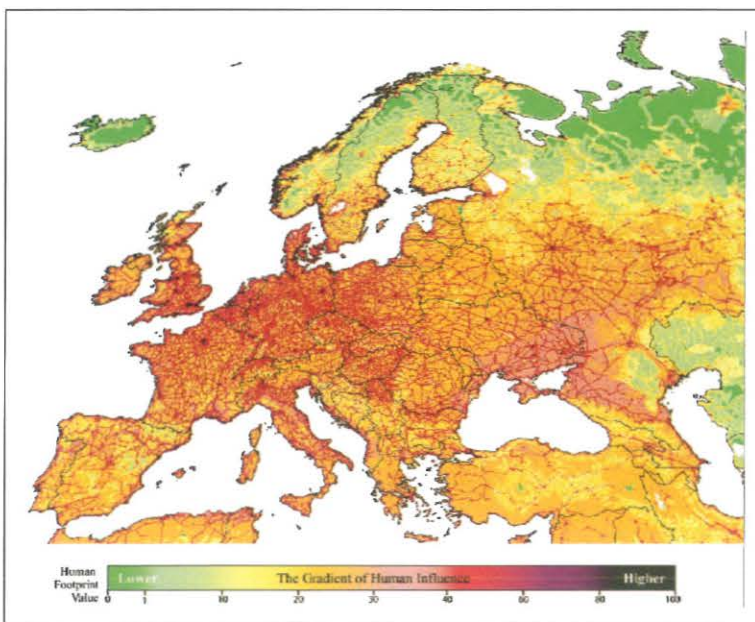 Human
Footprint
Value
Lower
The Gradient of Human Influence
Higher
0 1 10 20 30 40 60 80 100